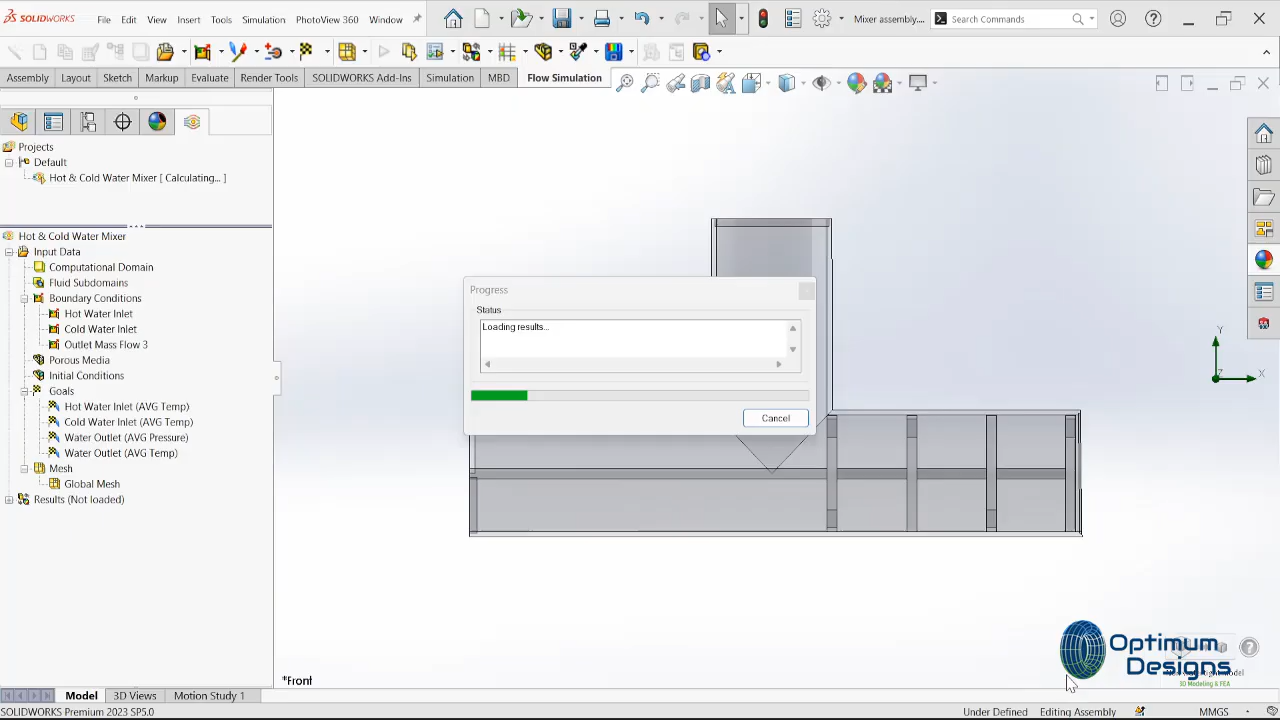 SOLIDWORKS File Edit View Insert Tools Simulation PhotoView 360 Window Mixer assembly... Search Commands
Assembly Layout Sketch Markup Evaluate Render Tools SOLIDWORKS Add-Ins Simulation MBD Flow Simulation
Projects
Default
Hot & Cold Water Mixer [ Calculating... ]
Hot & Cold Water Mixer
Input Data
Computational Domain
Fluid Subdomains
Boundary Conditions
Hot Water Inlet
Cold Water Inlet
Outlet Mass Flow 3
Porous Media
Initial Conditions
Goals
Hot Water Inlet (AVG Temp)
Cold Water Inlet (AVG Temp)
Water Outlet (AVG Pressure)
Water Outlet (AVG Temp)
Mesh
Global Mesh
Results (Not loaded)
Progress
Status
Loading results...
Cancel
Y
X
*Front
Optimum
Designs
3D Modeling & FEA
Model 3D Views Motion Study 1
SOLIDWORKS Premium 2023 SP5.0 Under Defined Editing Assembly MMGS